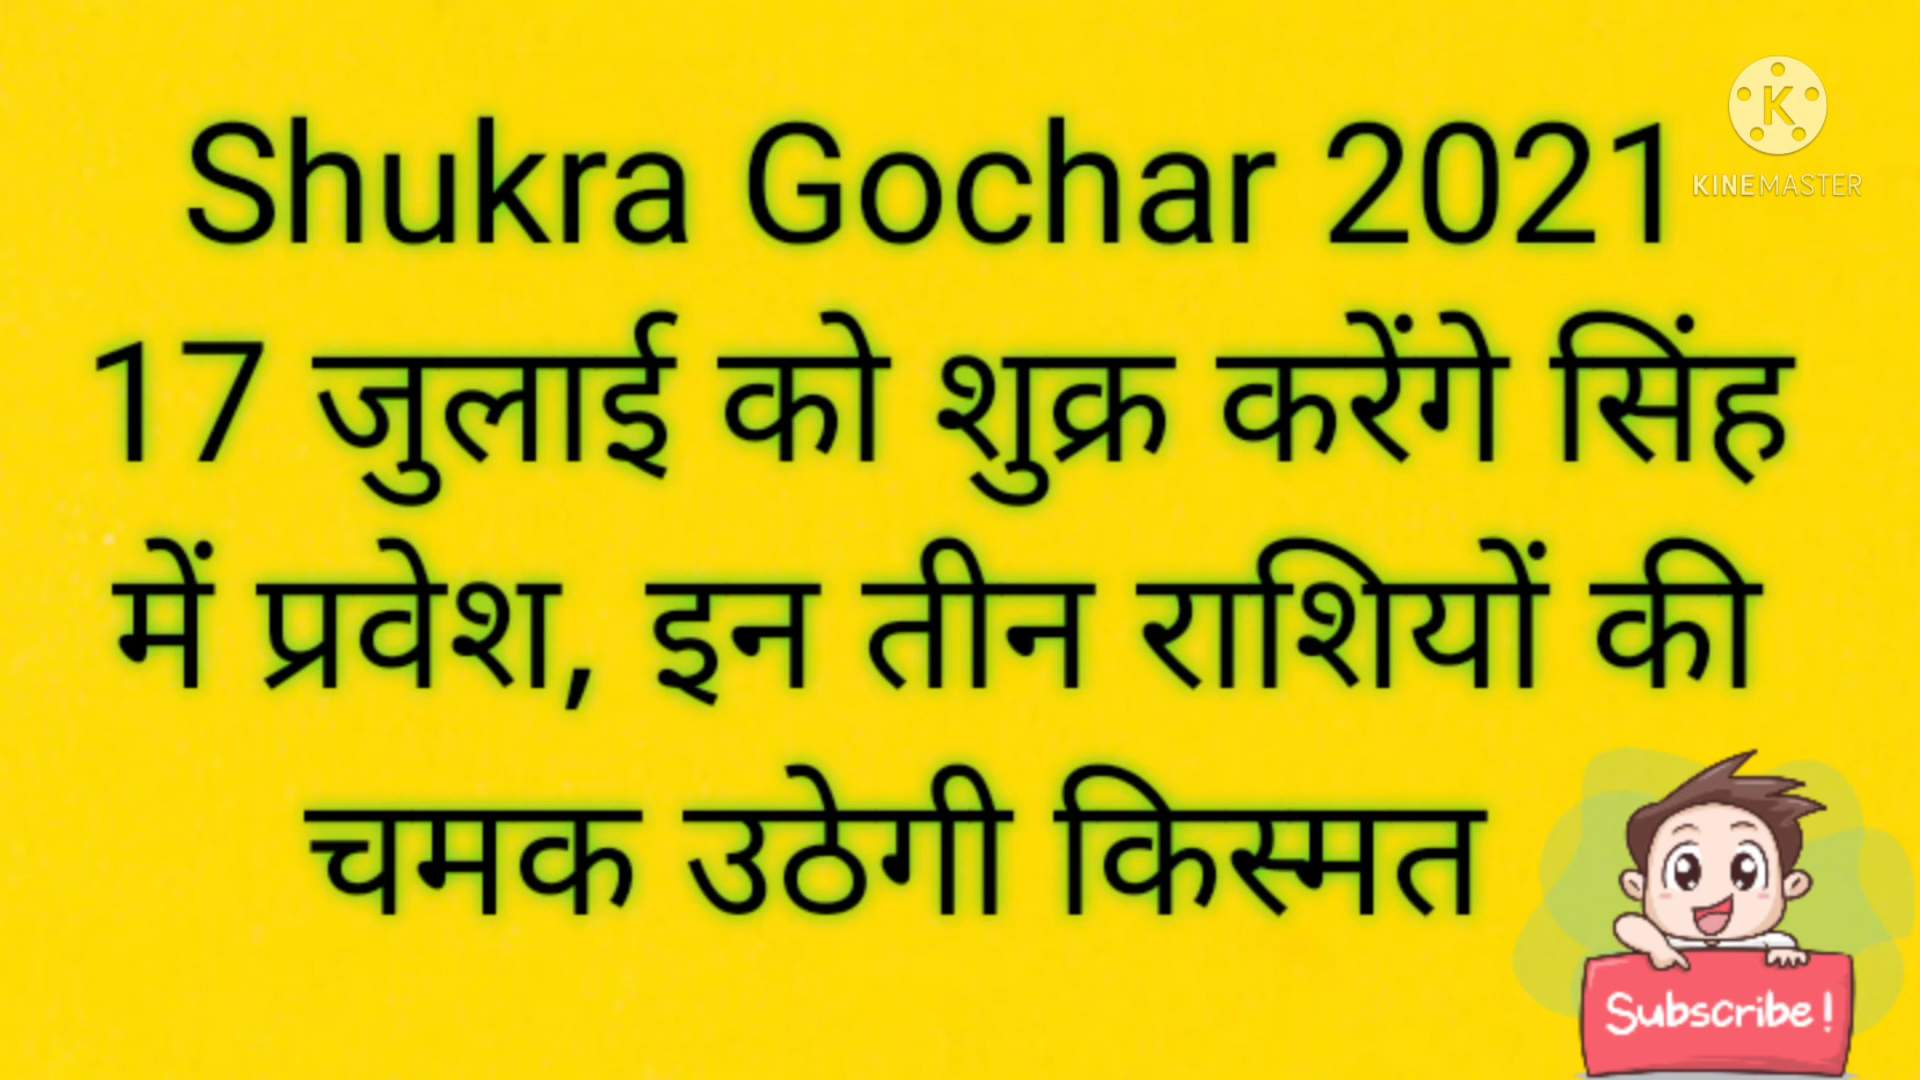 Shukra Gochar 2021
17 जुलाई को शुक्र करेंगे सिंह
में प्रवेश, इन तीन राशियों की
चमक उठेगी किस्मत
K
KINEMASTER
Subscribe!